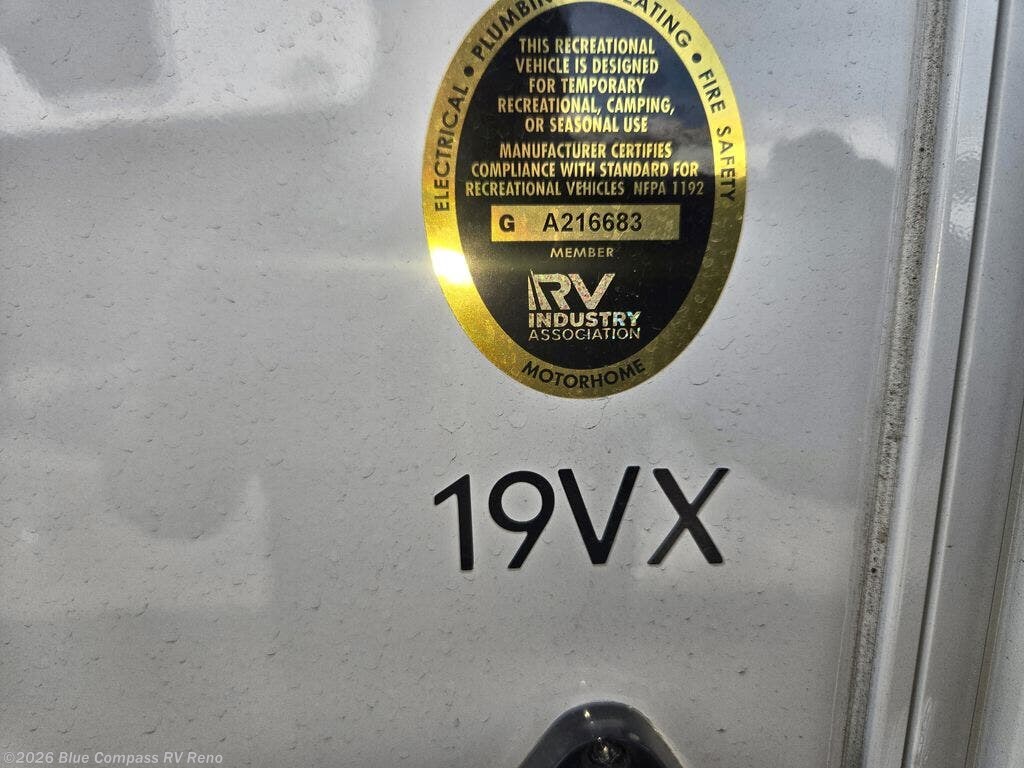 ELECTRICAL • PLUMBING HEATING • FIRE SAFETY
THIS RECREATIONAL
VEHICLE IS DESIGNED
FOR TEMPORARY
RECREATIONAL, CAMPING,
OR SEASONAL USE
MANUFACTURER CERTIFIES
COMPLIANCE WITH STANDARD FOR
RECREATIONAL VEHICLES NFPA 1192
G A216683
MEMBER
RV
INDUSTRY
ASSOCIATION
MOTORHOME
19VX
©2026 Blue Compass RV Reno